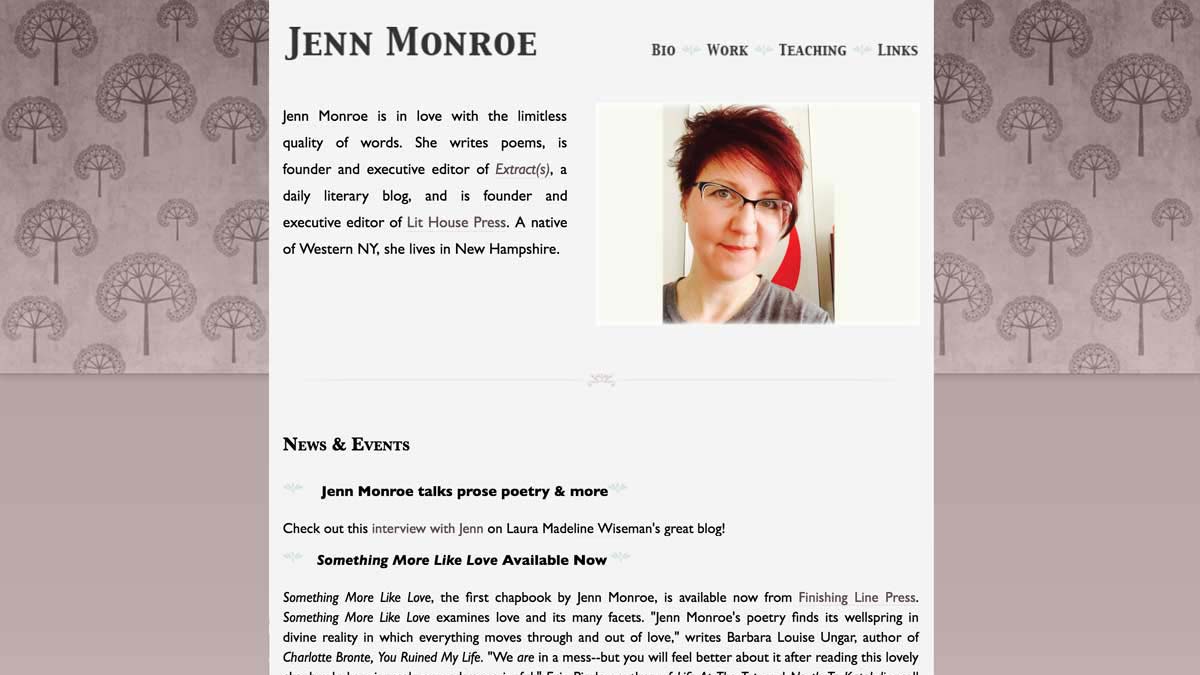 Jenn Monroe
Bio Work Teaching Links
Jenn Monroe is in love with the limitless
quality of words. She writes poems, is
founder and executive editor of Extract(s), a
daily literary blog, and is founder and
executive editor of Lit House Press. A native
of Western NY, she lives in New Hampshire.
News & Events
Jenn Monroe talks prose poetry & more
Check out this interview with Jenn on Laura Madeline Wiseman's great blog!
Something More Like Love Available Now
Something More Like Love, the first chapbook by Jenn Monroe, is available now from Finishing Line Press.
Something More Like Love examines love and its many facets. "Jenn Monroe's poetry finds its wellspring in
divine reality in which everything moves through and out of love," writes Barbara Louise Ungar, author of
Charlotte Bronte, You Ruined My Life. "We are in a mess--but you will feel better about it after reading this lovely